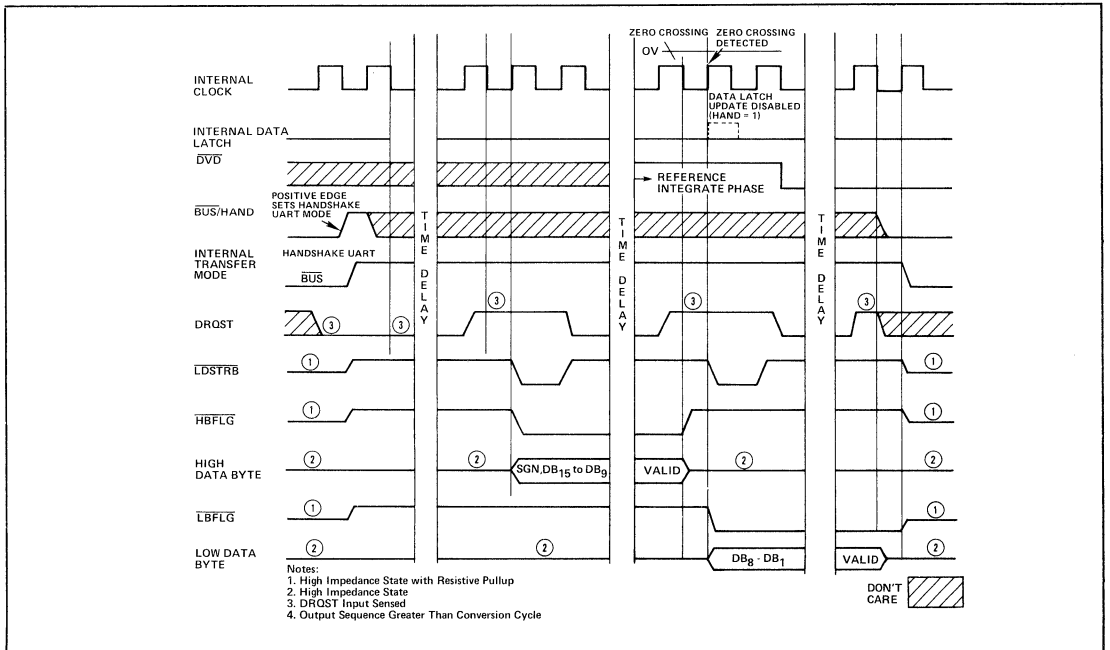 ZERO CROSSING
ZERO CROSSING DETECTED
OV
INTERNAL CLOCK
DATA LATCH
UPDATE DISABLED
(HAND = 1)
INTERNAL DATA LATCH
DVD
REFERENCE
INTEGRATE PHASE
POSITIVE EDGE
SETS HANDSHAKE
UART MODE
BUS/HAND
TIME DELAY
TIME DELAY
TIME DELAY
INTERNAL
TRANSFER
MODE
HANDSHAKE UART
BUS
DRQST
3
3
3
3
3
LDSTRB
1
1
HBFLG
1
1
HIGH
DATA BYTE
2
2
SGN,DB15 to DB9
VALID
2
2
LBFLG
1
1
LOW DATA
BYTE
2
2
DB8 - DB1
VALID
2
Notes:
1. High Impedance State with Resistive Pullup
2. High Impedance State
3. DRQST Input Sensed
4. Output Sequence Greater Than Conversion Cycle
DON'T
CARE